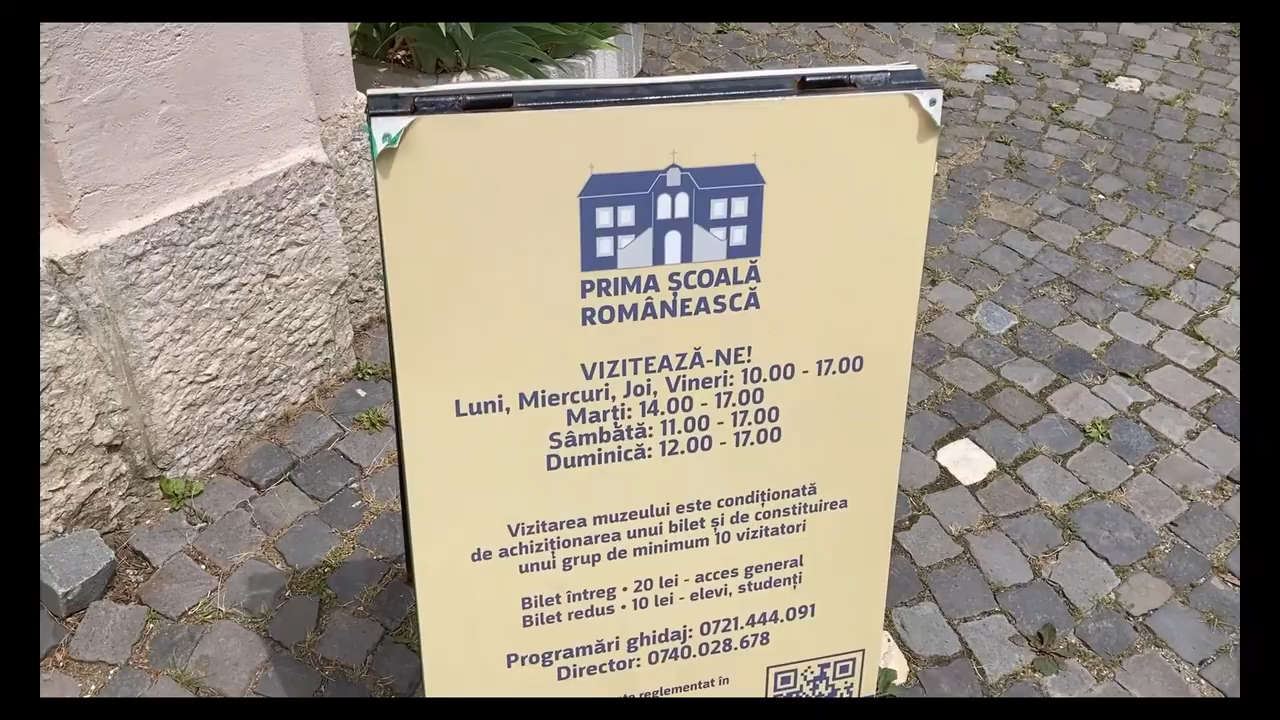 PRIMA ȘCOALĂ
ROMÂNEASCĂ
VIZITEAZĂ-NE!
Luni, Miercuri, Joi, Vineri: 10.00 - 17.00
Marți: 14.00 - 17.00
Sâmbătă: 11.00 - 17.00
Duminică: 12.00 - 17.00
Vizitarea muzeului este condiționată
de achiziționarea unui bilet și de constituirea
unui grup de minimum 10 vizitatori
Bilet întreg • 20 lei - acces general
Bilet redus • 10 lei - elevi, studenți
Programări ghidaj: 0721.444.091
Director: 0740.028.678
reglementat în